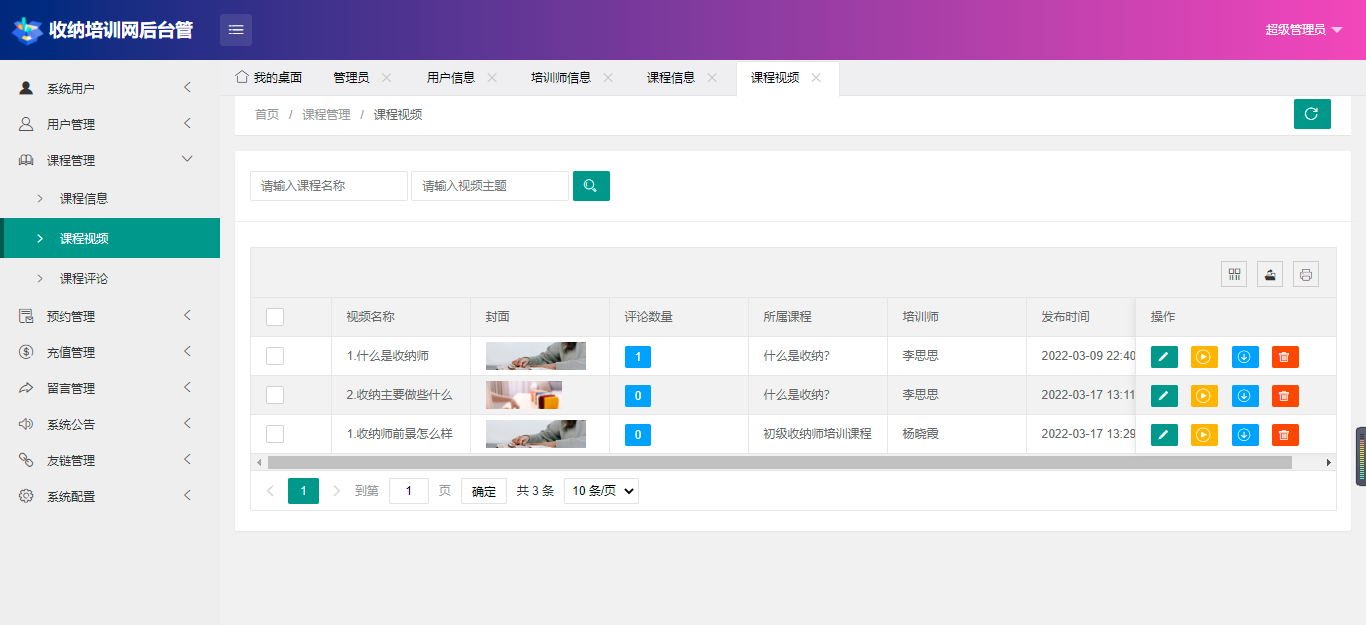 收纳培训网后台管
超级管理员
系统用户
用户管理
课程管理
课程信息
课程视频
课程评论
预约管理
充值管理
留言管理
系统公告
友链管理
系统配置
我的桌面 管理员 用户信息 培训师信息 课程信息 课程视频
首页 / 课程管理 / 课程视频
请输入课程名称 请输入视频主题
视频名称 封面 评论数量 所属课程 培训师 发布时间 操作
1.什么是收纳师 1 什么是收纳? 李思思 2022-03-09 22:40
2.收纳主要做些什么 0 什么是收纳? 李思思 2022-03-17 13:11
1.收纳师前景怎么样 0 初级收纳师培训课程 杨晓霞 2022-03-17 13:29
1 到第 1 页 确定 共 3 条 10 条/页